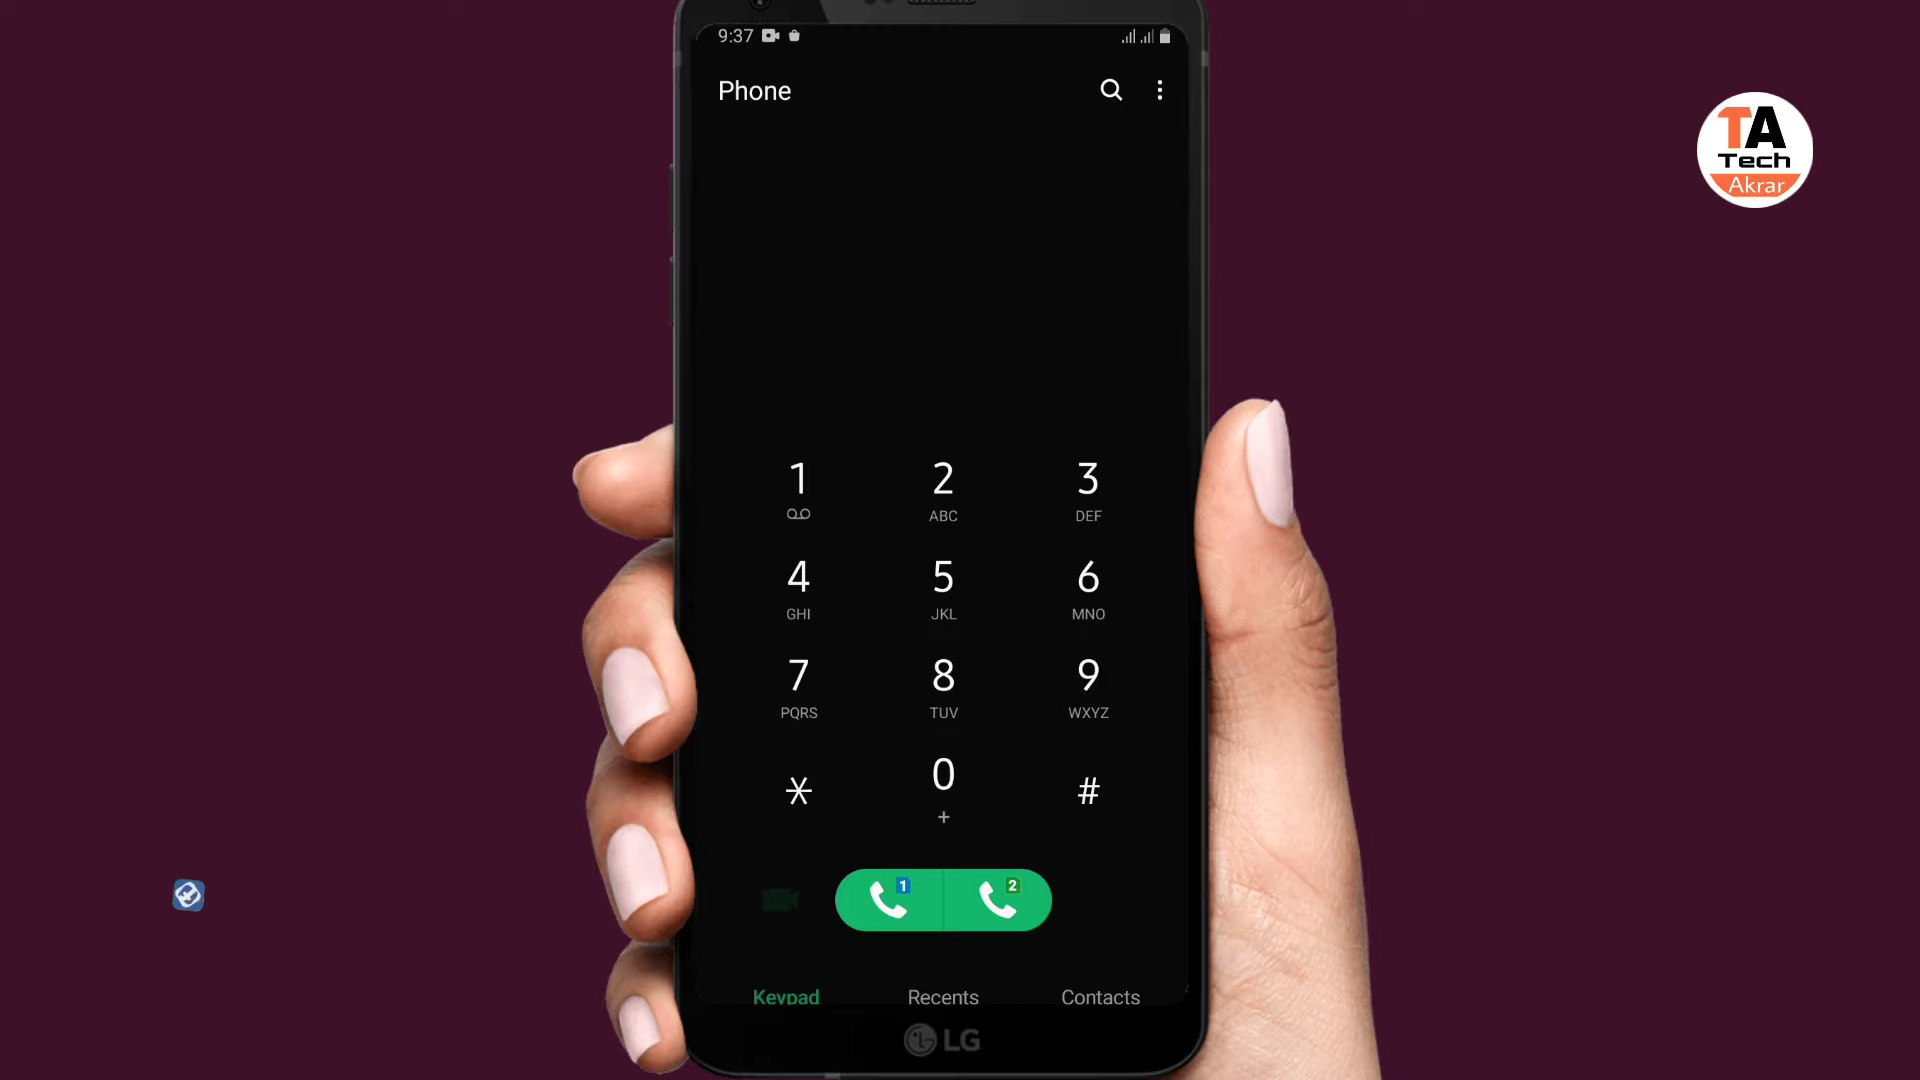 9:37
Phone
TA
Tech
Akrar
1 2 3
ABC DEF
4 5 6
GHI JKL MNO
7 8 9
PQRS TUV WXYZ
* 0 #
+
1 2
Keypad Recents Contacts
LG